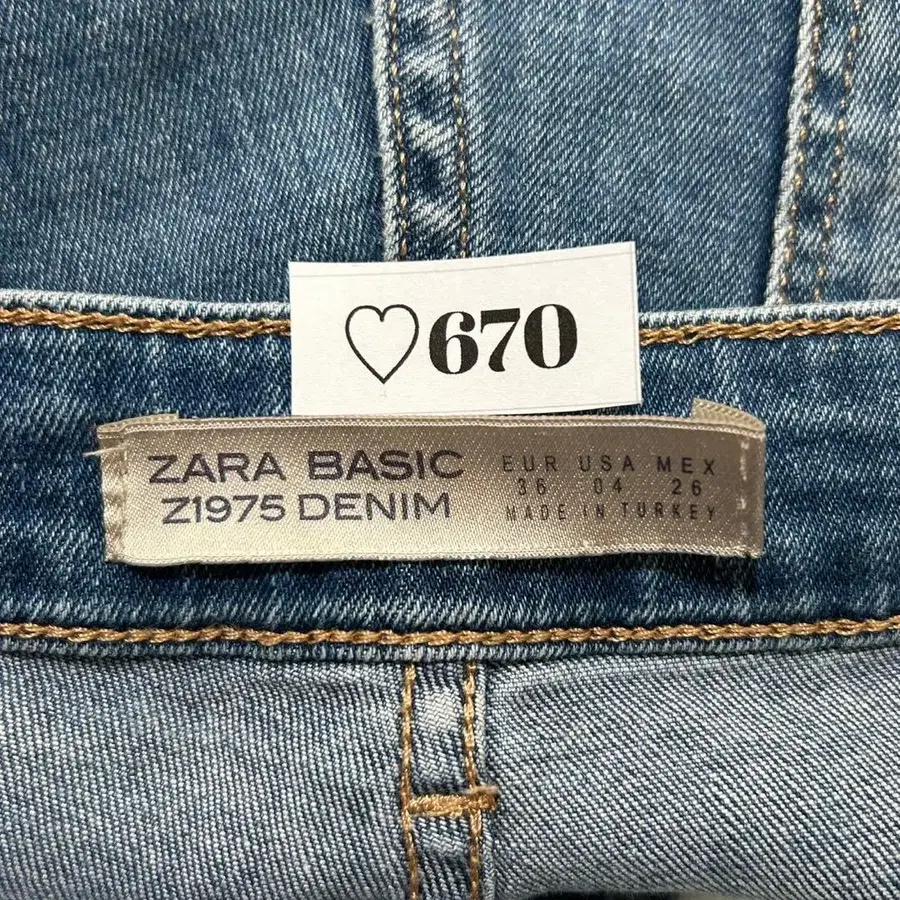 ♡670
ZARA BASIC
Z1975 DENIM
EUR USA MEX
36 04 26
MADE IN TURKEY